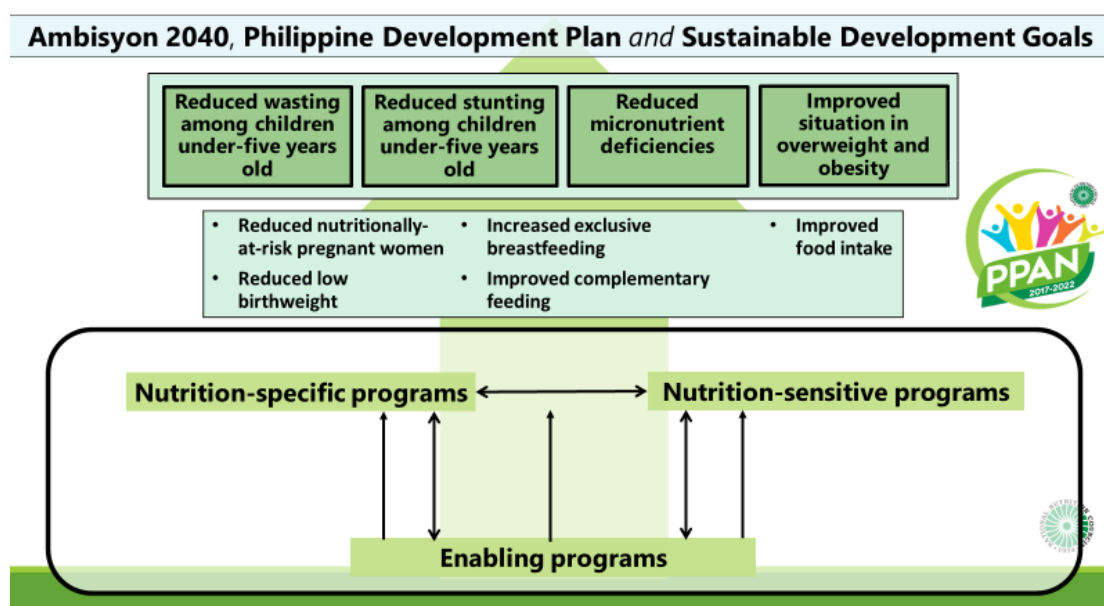 Ambisyon 2040, Philippine Development Plan and Sustainable Development Goals
Reduced wasting
among children
under-five years
old
Reduced stunting
among children
under-five years
old
Reduced
micronutrient
deficiencies
Improved
situation in
overweight and
obesity
• Reduced nutritionally-
at-risk pregnant women
• Reduced low
birthweight
• Increased exclusive
breastfeeding
• Improved complementary
feeding
• Improved
food intake
PPAN
2017-2022
Nutrition-specific programs
Nutrition-sensitive programs
Enabling programs